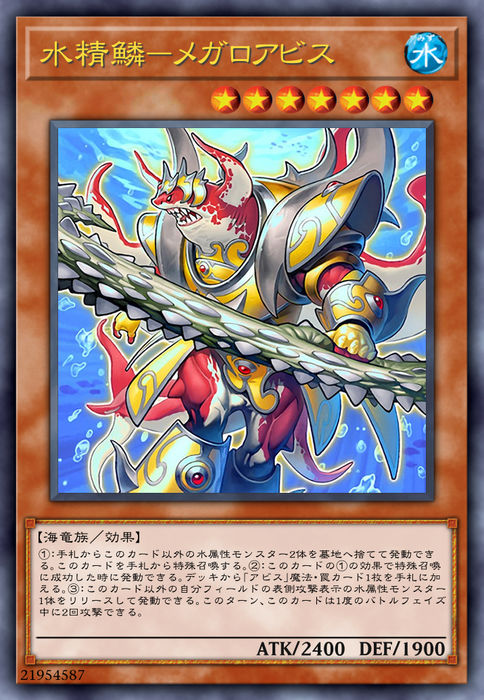 水精鱗－メガロアビス
みず
水
【海竜族／効果】
①：手札からこのカード以外の水属性モンスター2体を墓地へ捨てて発動でき
る。このカードを手札から特殊召喚する。②：このカードの①の効果で特殊召喚
に成功した時に発動できる。デッキから「アビス」魔法・罠カード1枚を手札に加
える。③：このカード以外の自分フィールドの表側攻撃表示の水属性モンスター
1体をリリースして発動できる。このターン、このカードは1度のバトルフェイズ
中に2回攻撃できる。
ATK/2400 DEF/1900
21954587